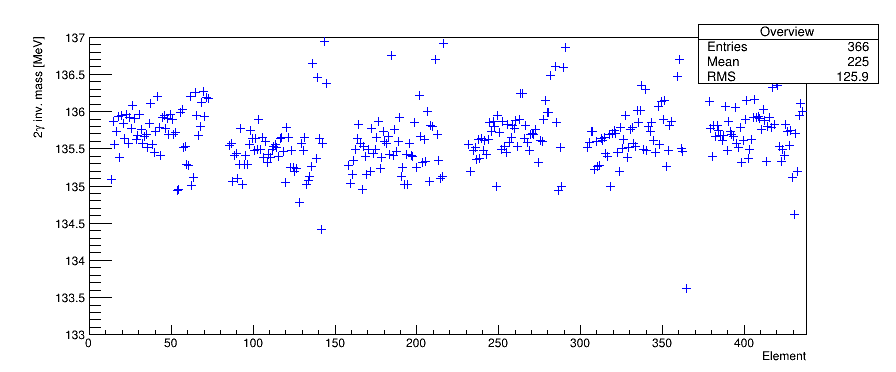 Overview
Entries 366
Mean 225
RMS 125.9
2γ inv. mass [MeV]
137
136.5
136
135.5
135
134.5
134
133.5
133
0 50 100 150 200 250 300 350 400
Element